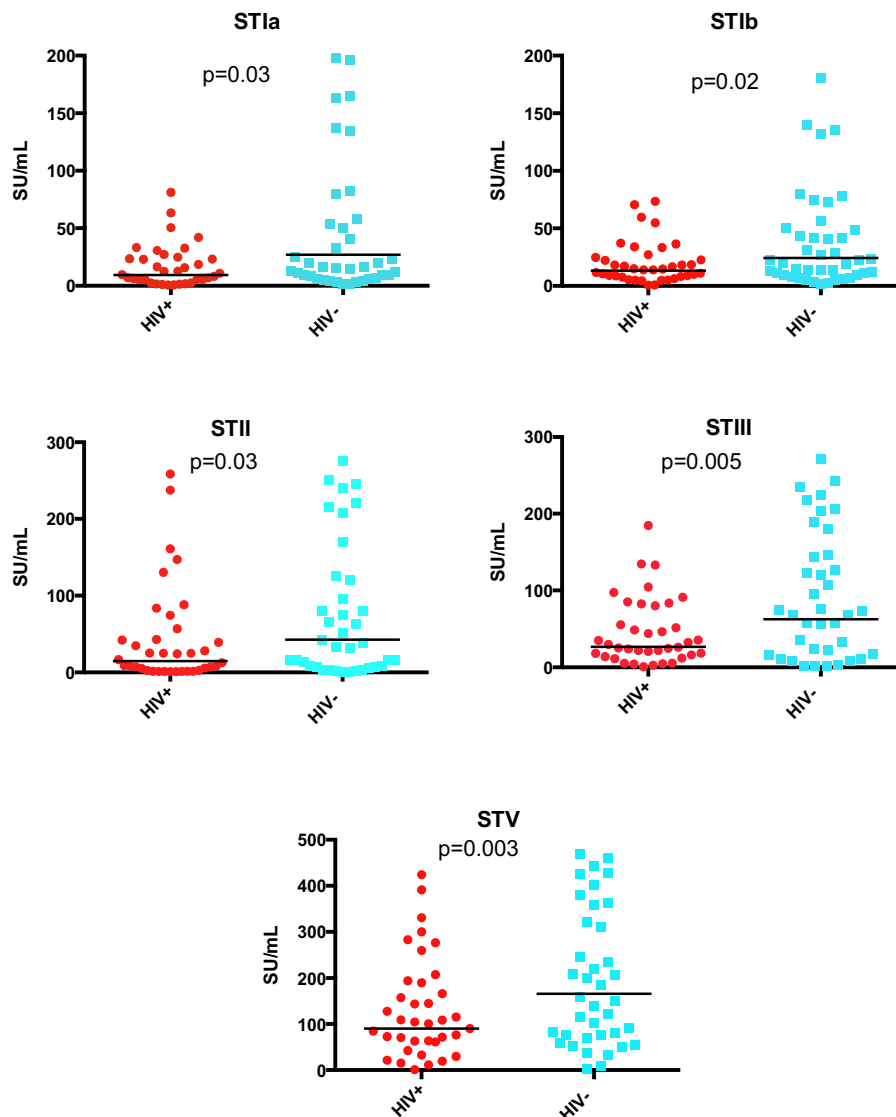 STIa
p=0.03
SU/mL
200
150
100
50
0
HIV+
HIV-
STIb
p=0.02
SU/mL
200
150
100
50
0
HIV+
HIV-
STII
p=0.03
SU/mL
300
200
100
0
HIV+
HIV-
STIII
p=0.005
SU/mL
300
200
100
0
HIV+
HIV-
STV
p=0.003
SU/mL
500
400
300
200
100
0
HIV+
HIV-